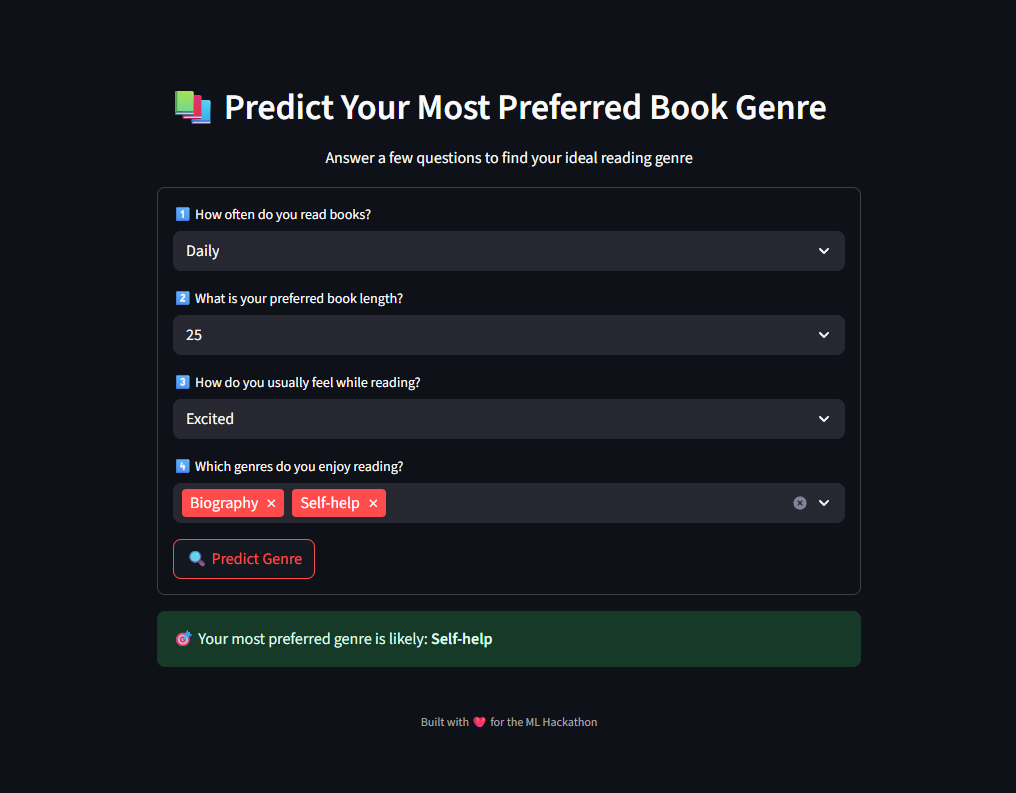 📚 Predict Your Most Preferred Book Genre
Answer a few questions to find your ideal reading genre
1️⃣ How often do you read books?
Daily
2️⃣ What is your preferred book length?
25
3️⃣ How do you usually feel while reading?
Excited
4️⃣ Which genres do you enjoy reading?
Biography × Self-help ×
🔍 Predict Genre
🎯 Your most preferred genre is likely: Self-help
Built with ❤️ for the ML Hackathon